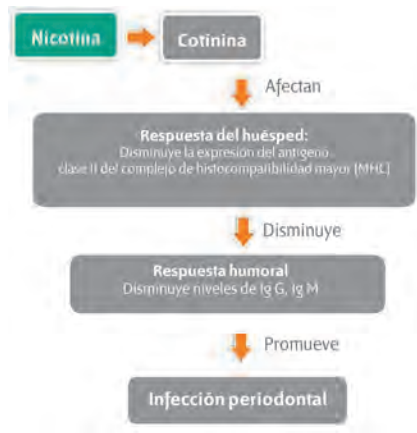 Nicotina
Cotinina
Afectan
Respuesta del huésped:
Disminuye la expresión del antígeno
clase II del complejo de histocompatibilidad mayor [MHL]
Disminuye
Respuesta humoral
Disminuye niveles de Ig G, Ig M
Promueve
Infección periodontal